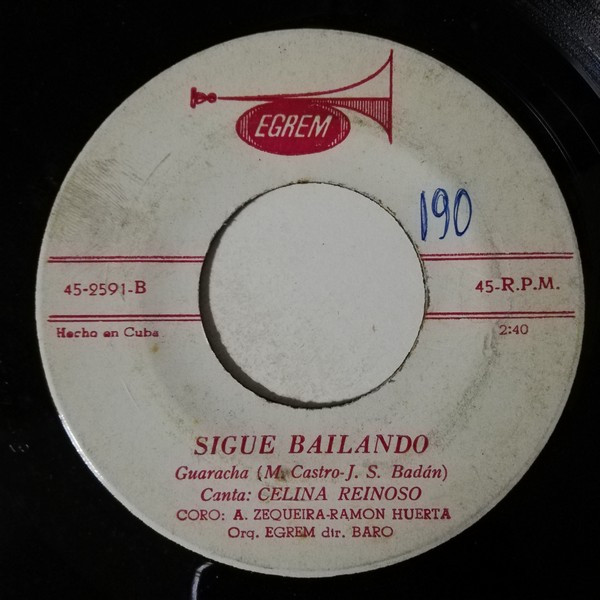 EGREM
190
45-2591-B
45-R.P.M.
Hecho en Cuba
2:40
SIGUE BAILANDO
Guaracha (M. Castro-J. S. Badán)
Canta: CELINA REINOSO
CORO: A. ZEQUEIRA-RAMON HUERTA
Orq. EGREM dir. BARO